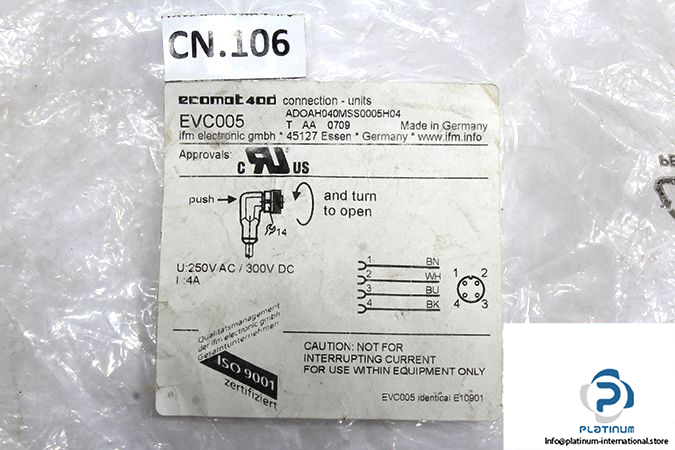 CN.106
ecomat400 connection - units
EVC005 ADOAH040MSS0005H04
T AA 0709 Made in Germany
ifm electronic gmbh * 45127 Essen * Germany * www.ifm.info
Approvals
C RU US
push and turn
to open
14
U:250V AC / 300V DC
I :4A
1 BN
2 WH
3 BU
4 BK
1 2
4 3
Qualitätsmanagement
der ifm electronic gmbh
Gesamtunternehmen
ISO 9001
zertifiziert
CAUTION: NOT FOR
INTERRUPTING CURRENT
FOR USE WITHIN EQUIPMENT ONLY
EVC005 identical E10901
PLATINUM
Info@platinum-international.store